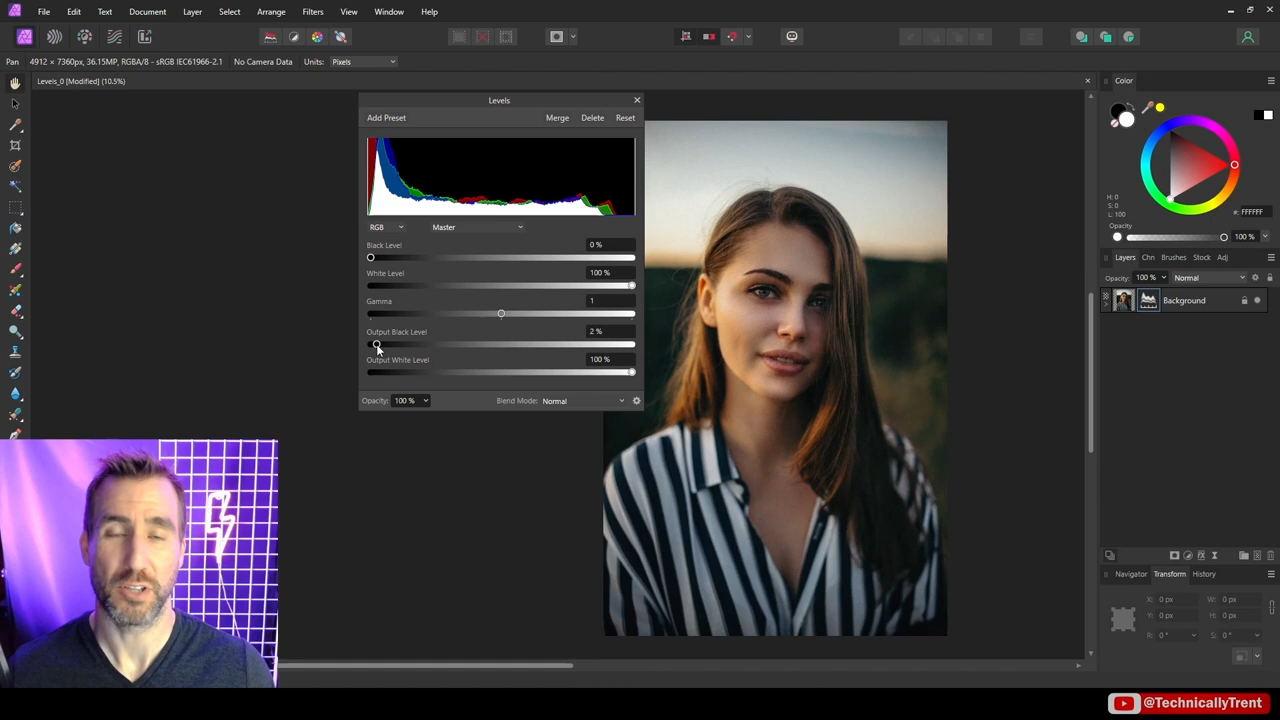 File Edit Text Document Layer Select Arrange Filters View Window Help
Pan 4912 × 7360px, 36.15MP, RGBA/8 - sRGB IEC61966-2.1 No Camera Data Units: Pixels
Levels_0 [Modified] (10.5%)
Levels
Add Preset Merge Delete Reset
RGB Master
Black Level 0 %
White Level 100 %
Gamma 1
Output Black Level 2 %
Output White Level 100 %
Opacity: 100 % Blend Mode: Normal
Color
H: 0
S: 0
L: 100
#: FFFFFF
Opacity
100 %
Layers Chn Brushes Stock Adj
Opacity: 100 % Normal
Background
Navigator Transform History
X: 0 px W: 0 px
Y: 0 px H: 0 px
R: 0 ° S: 0 °
@TechnicallyTrent